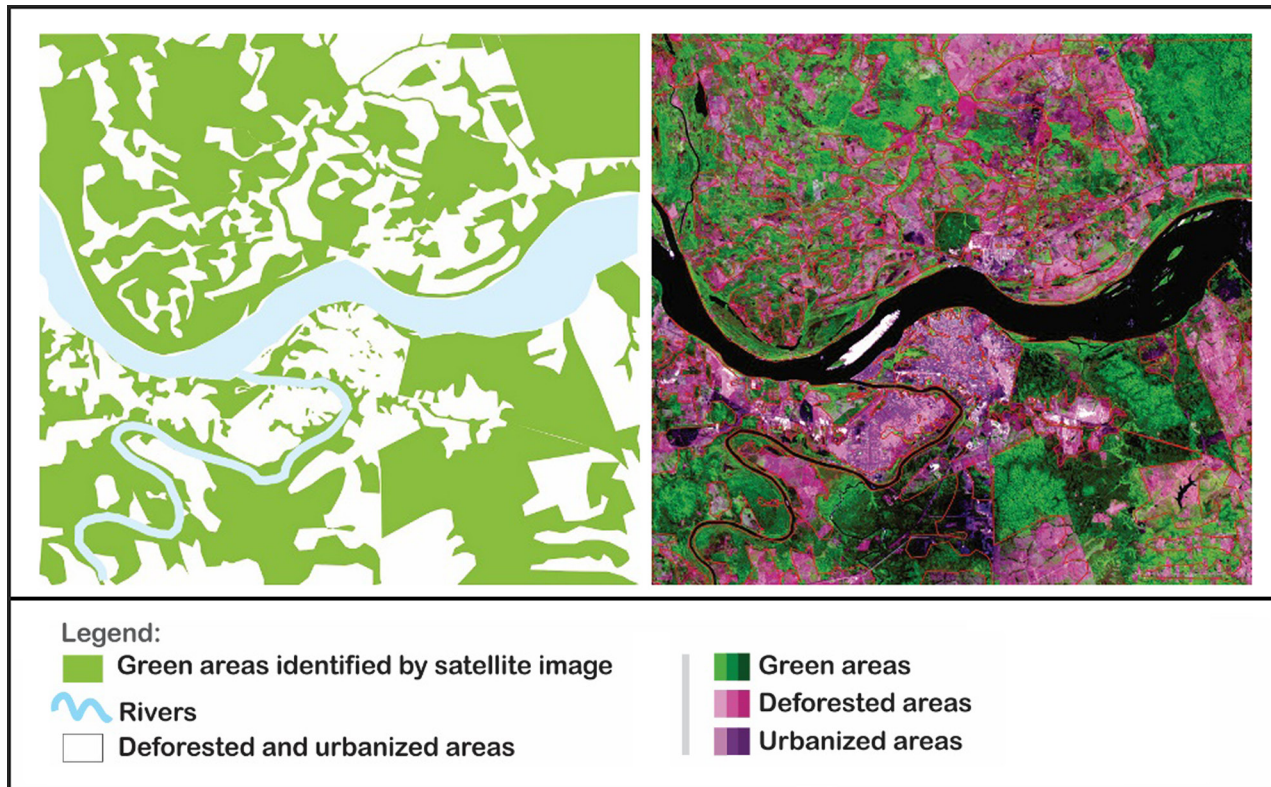 Legend:
Green areas identified by satellite image
Rivers
Deforested and urbanized areas
Green areas
Deforested areas
Urbanized areas